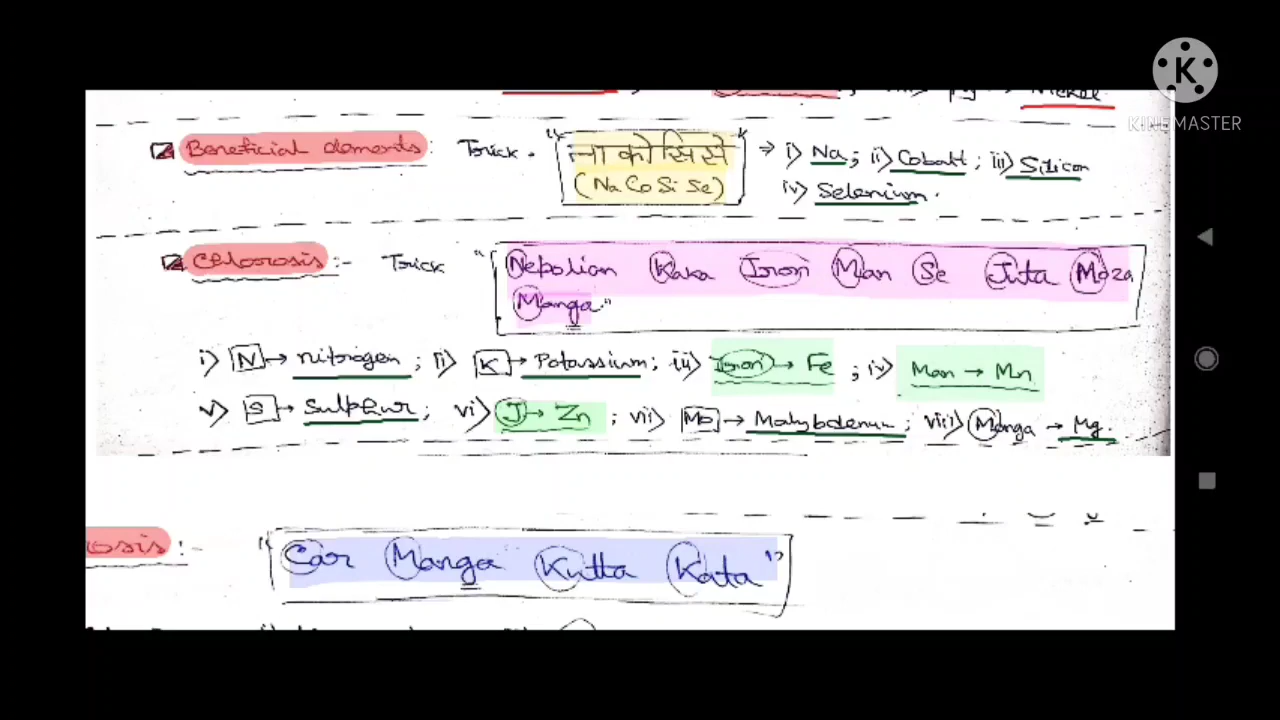 K
KINEMASTER
Nickel
Beneficial elements: Trick. "ना को सि से ⇒ i) Na; ii) Cobalt; iii) Silicon
(Na Co Si Se) iv) Selenium.
Chlorosis :- Trick "Nepolian Kaka Iron Man Se Juta Moza
Manga"
i) N → nitrogen; ii) K → Potassium; iii) Iron → Fe; iv) Man → Mn
v) S → Sulphur; vi) J → Zn; vii) Mo → Molybdenum; viii) Manga → Mg.
osis :- "Car Manga Kutta Kata"